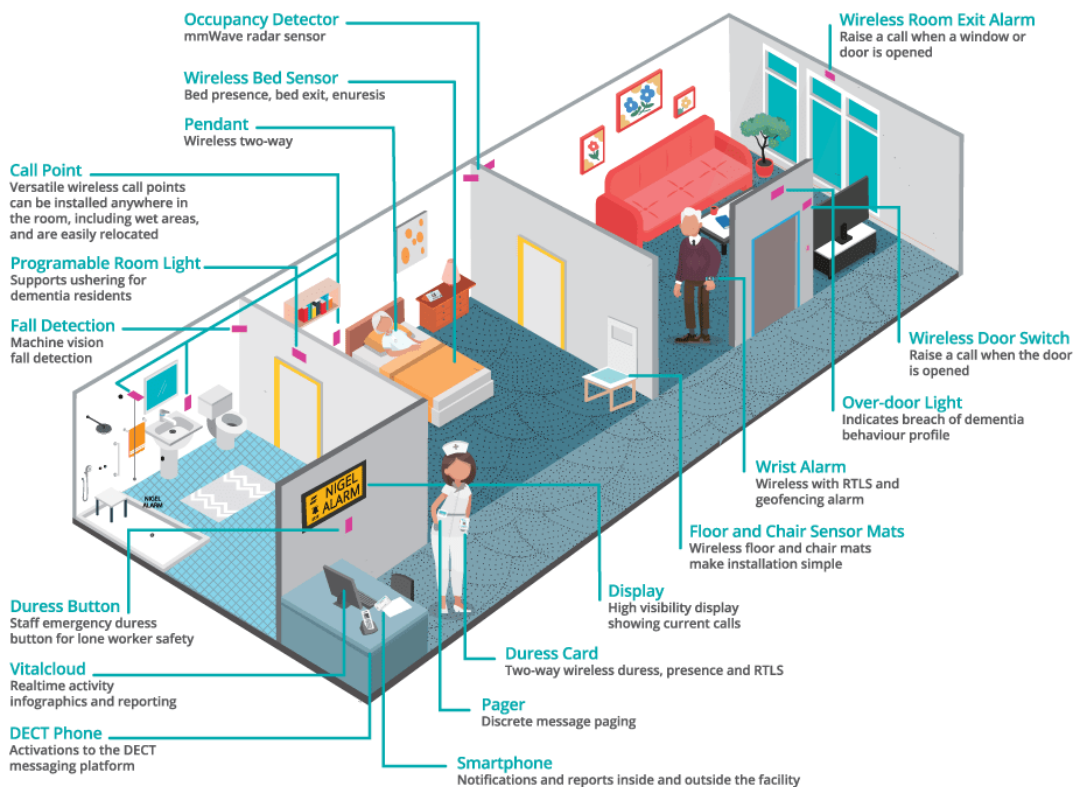 Occupancy Detector
mmWave radar sensor
Wireless Bed Sensor
Bed presence, bed exit, enuresis
Pendant
Wireless two-way
Call Point
Versatile wireless call points
can be installed anywhere in
the room, including wet areas,
and are easily relocated
Programable Room Light
Supports ushering for
dementia residents
Fall Detection
Machine vision
fall detection
Wireless Room Exit Alarm
Raise a call when a window or
door is opened
Wireless Door Switch
Raise a call when the door
is opened
Over-door Light
Indicates breach of dementia
behaviour profile
Wrist Alarm
Wireless with RTLS and
geofencing alarm
Floor and Chair Sensor Mats
Wireless floor and chair mats
make installation simple
Display
High visibility display
showing current calls
NIGEL
ALARM
NIGEL
ALARM
Duress Button
Staff emergency duress
button for lone worker safety
Vitalcloud
Realtime activity
infographics and reporting
DECT Phone
Activations to the DECT
messaging platform
Duress Card
Two-way wireless duress, presence and RTLS
Pager
Discrete message paging
Smartphone
Notifications and reports inside and outside the facility